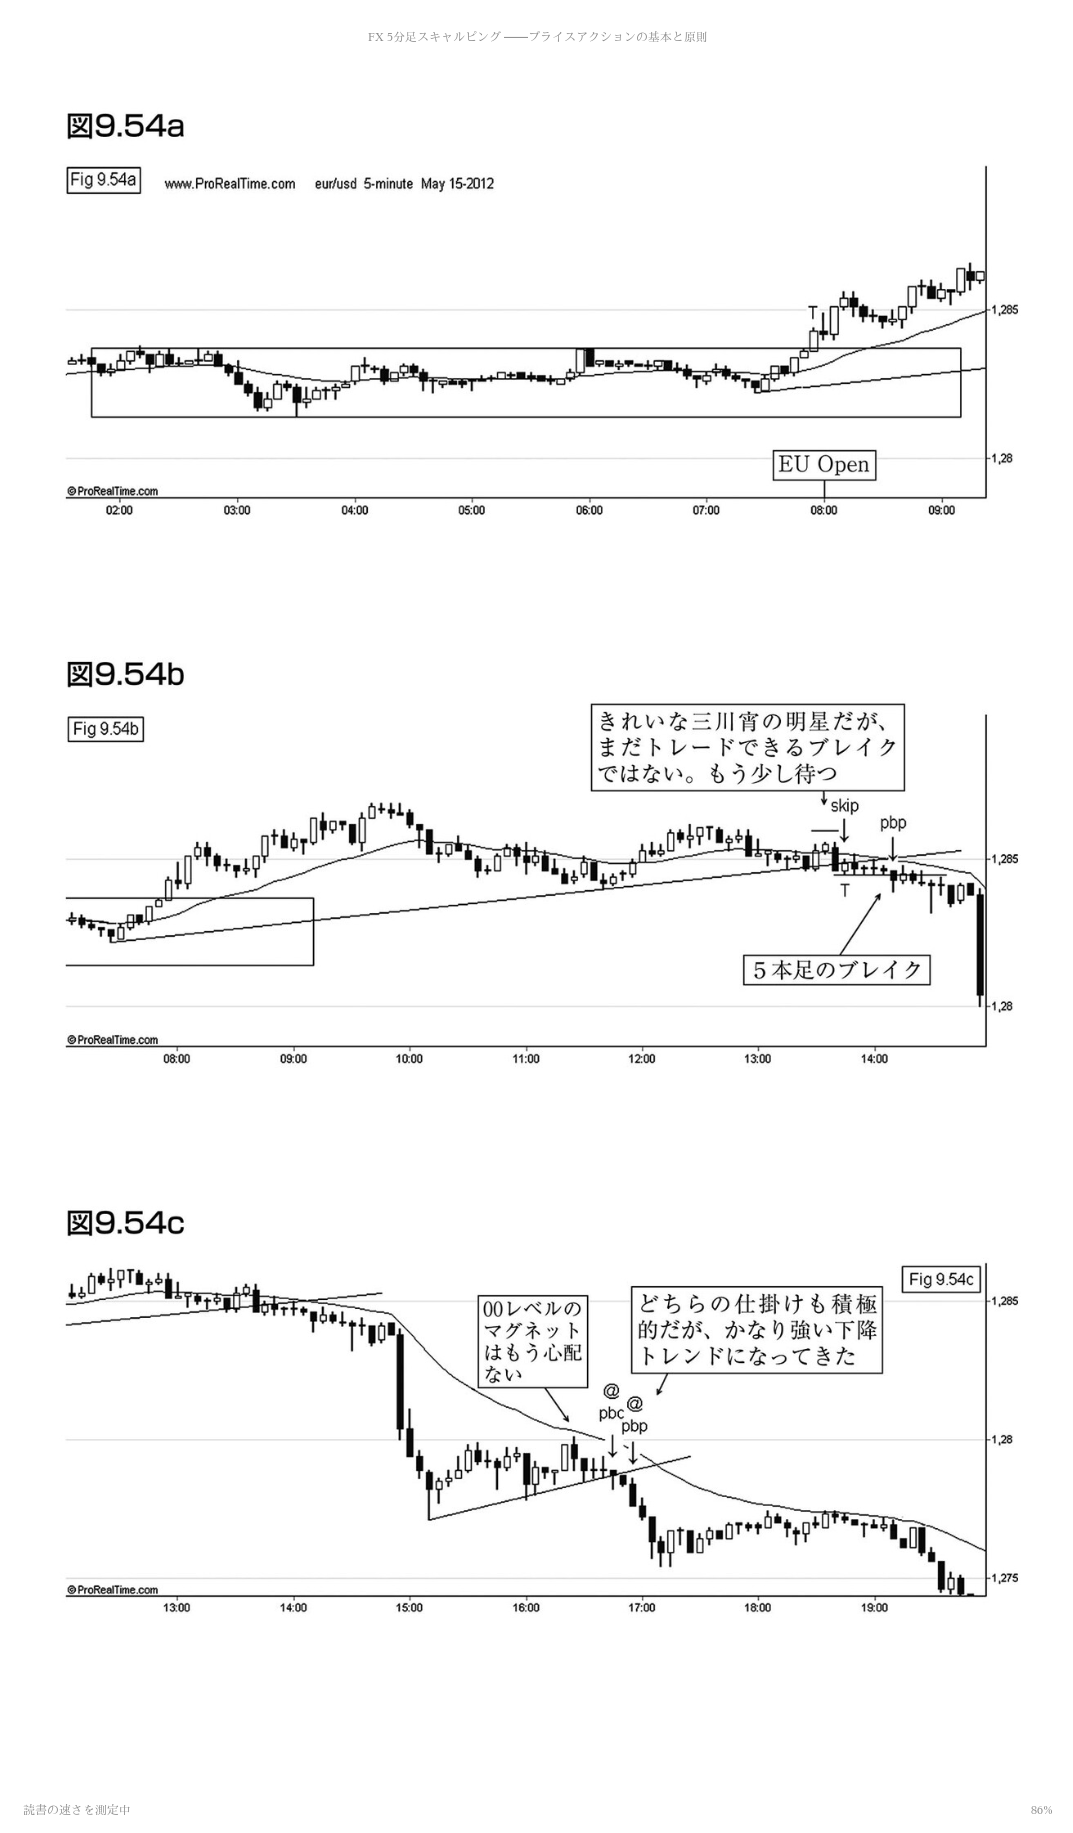 FX 5分足スキャルピング ――プライスアクションの基本と原則
図9.54a
Fig 9.54a
www.ProRealTime.com eur/usd 5-minute May 15-2012
T
1,285
1,28
EU Open
©ProRealTime.com
02:00 03:00 04:00 05:00 06:00 07:00 08:00 09:00
図9.54b
Fig 9.54b
きれいな三川宵の明星だが、
まだトレードできるブレイク
ではない。もう少し待つ
skip
pbp
1,285
T
5本足のブレイク
1,28
©ProRealTime.com
08:00 09:00 10:00 11:00 12:00 13:00 14:00
図9.54c
Fig 9.54c
1,285
00レベルの
マグネット
はもう心配
ない
どちらの仕掛けも積極
的だが、かなり強い下降
トレンドになってきた
@
pbc
@
pbp
1,28
1,275
©ProRealTime.com
13:00 14:00 15:00 16:00 17:00 18:00 19:00
読書の速さを測定中
86%